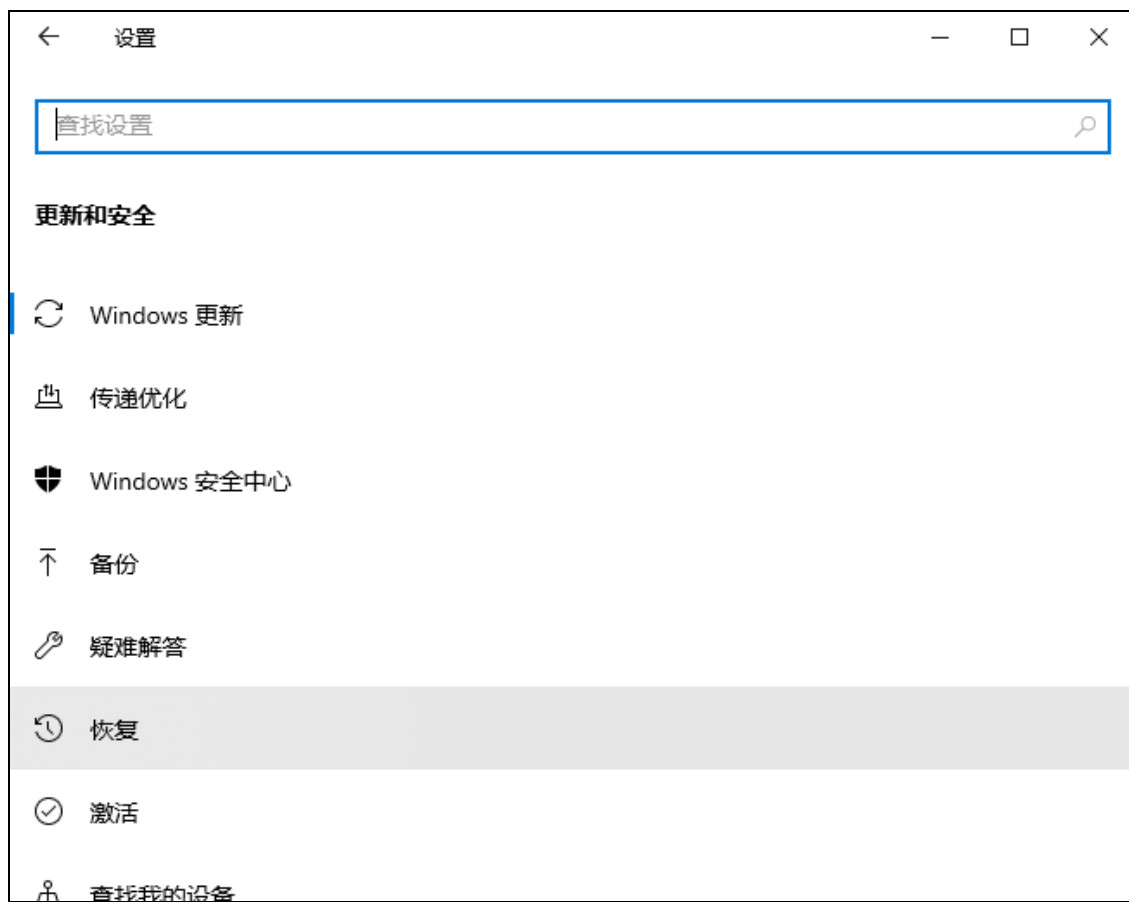 设置
查找设置
更新和安全
Windows 更新
传递优化
Windows 安全中心
备份
疑难解答
恢复
激活
查找我的设备